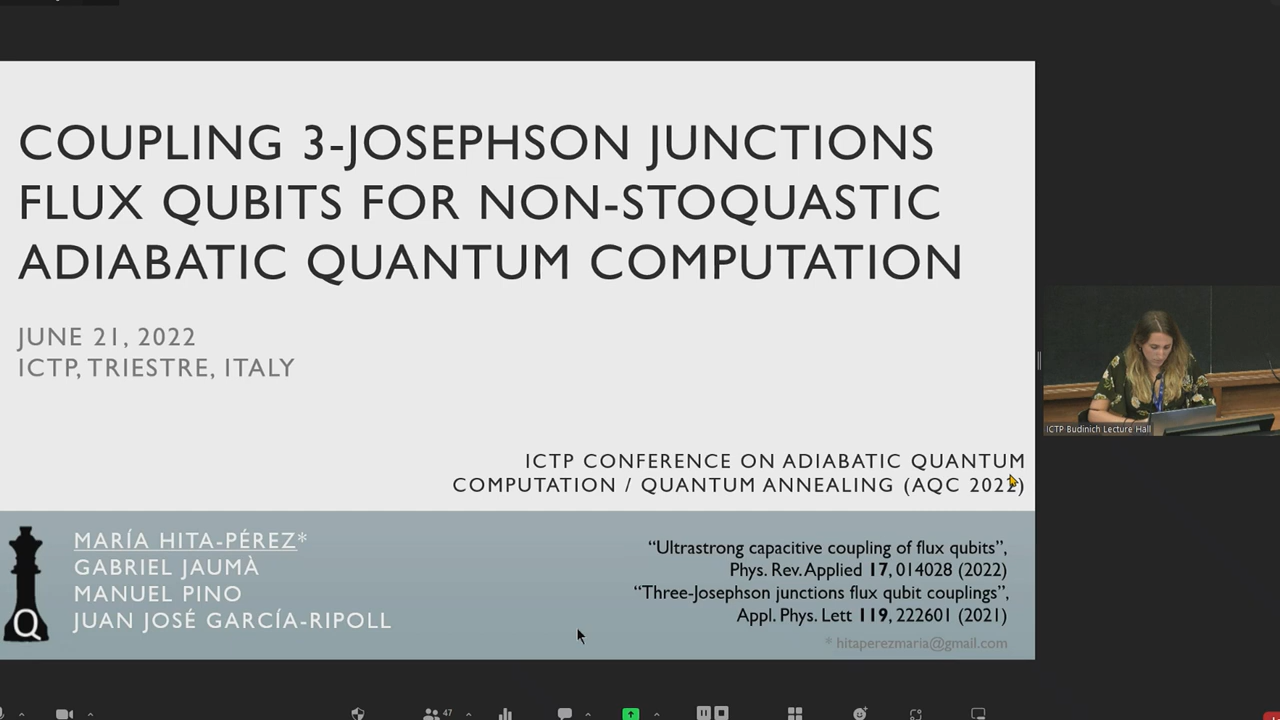 COUPLING 3-JOSEPHSON JUNCTIONS
FLUX QUBITS FOR NON-STOQUASTIC
ADIABATIC QUANTUM COMPUTATION
JUNE 21, 2022
ICTP, TRIESTRE, ITALY
ICTP CONFERENCE ON ADIABATIC QUANTUM
COMPUTATION / QUANTUM ANNEALING (AQC 2022)
MARÍA HITA-PÉREZ*
GABRIEL JAUMÀ
MANUEL PINO
JUAN JOSÉ GARCÍA-RIPOLL
Q
“Ultrastrong capacitive coupling of flux qubits”,
Phys. Rev. Applied 17, 014028 (2022)
“Three-Josephson junctions flux qubit couplings”,
Appl. Phys. Lett 119, 222601 (2021)
* hitaperezmaria@gmail.com
ICTP Budinich Lecture Hall
47